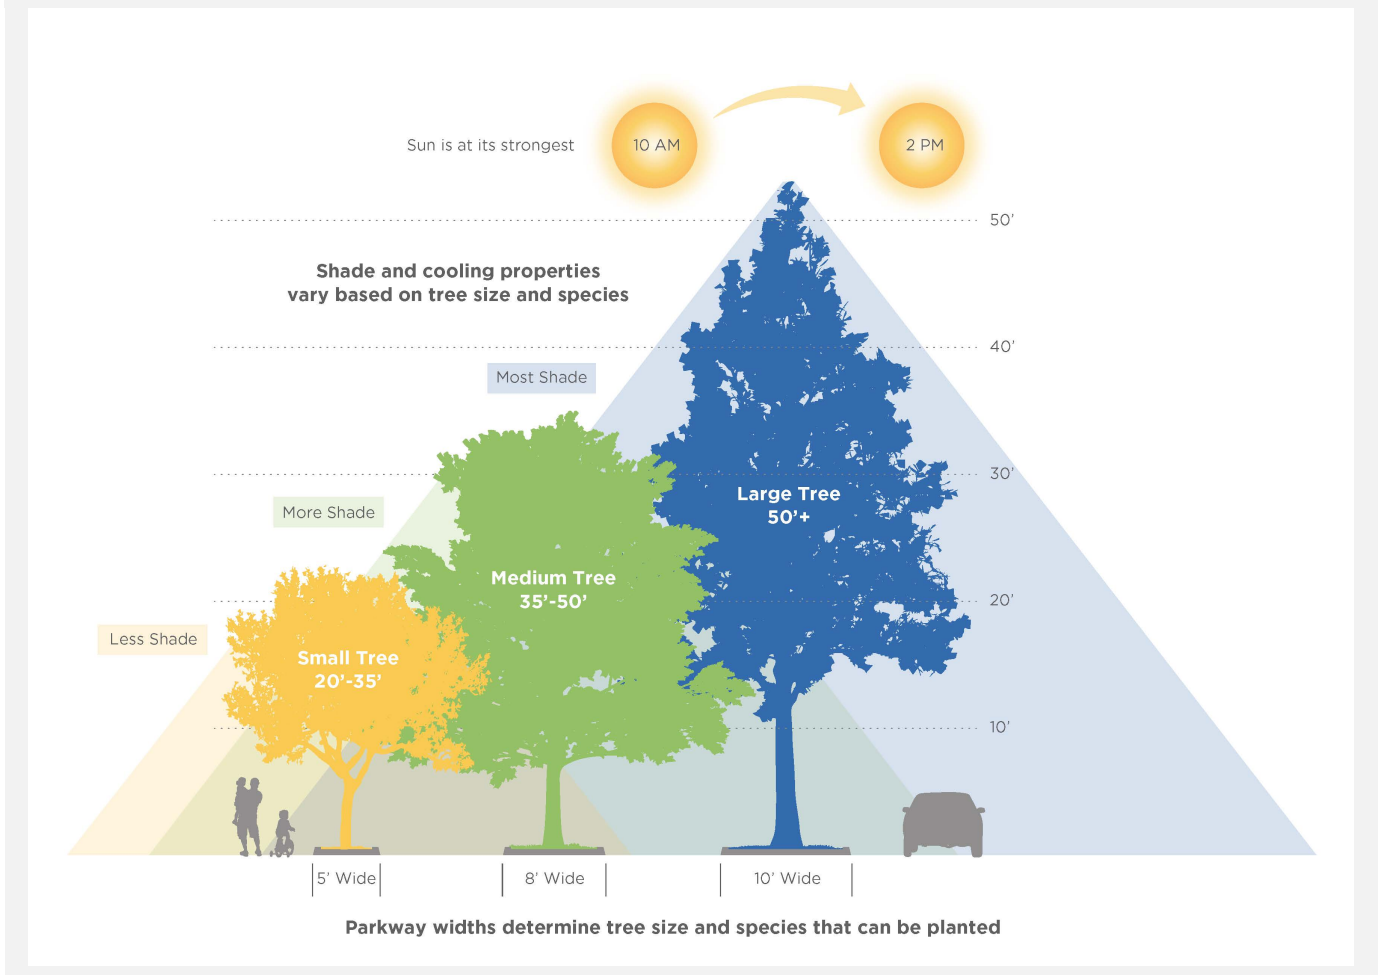 Sun is at its strongest
10 AM
2 PM
50'
Shade and cooling properties
vary based on tree size and species
40'
Most Shade
30'
Large Tree
50'+
More Shade
Medium Tree
35'-50'
20'
Less Shade
Small Tree
20'-35'
10'
5' Wide
8' Wide
10' Wide
Parkway widths determine tree size and species that can be planted